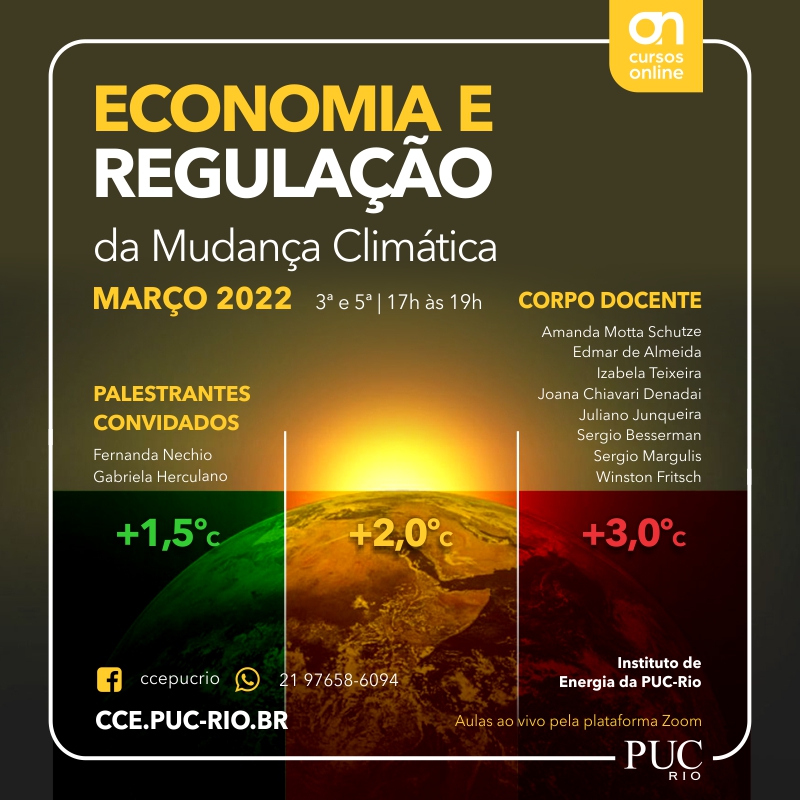 on
cursos
online
ECONOMIA E
REGULAÇÃO
da Mudança Climática
MARÇO 2022 3ª e 5ª | 17h às 19h
CORPO DOCENTE
Amanda Motta Schutze
Edmar de Almeida
Izabela Teixeira
Joana Chiavari Denadai
Juliano Junqueira
Sergio Besserman
Sergio Margulis
Winston Fritsch
PALESTRANTES
CONVIDADOS
Fernanda Nechio
Gabriela Herculano
+1,5°C
+2,0°C
+3,0°C
ccepucrio 21 97658-6094
CCE.PUC-RIO.BR
Instituto de
Energia da PUC-Rio
Aulas ao vivo pela plataforma Zoom
PUC
RIO